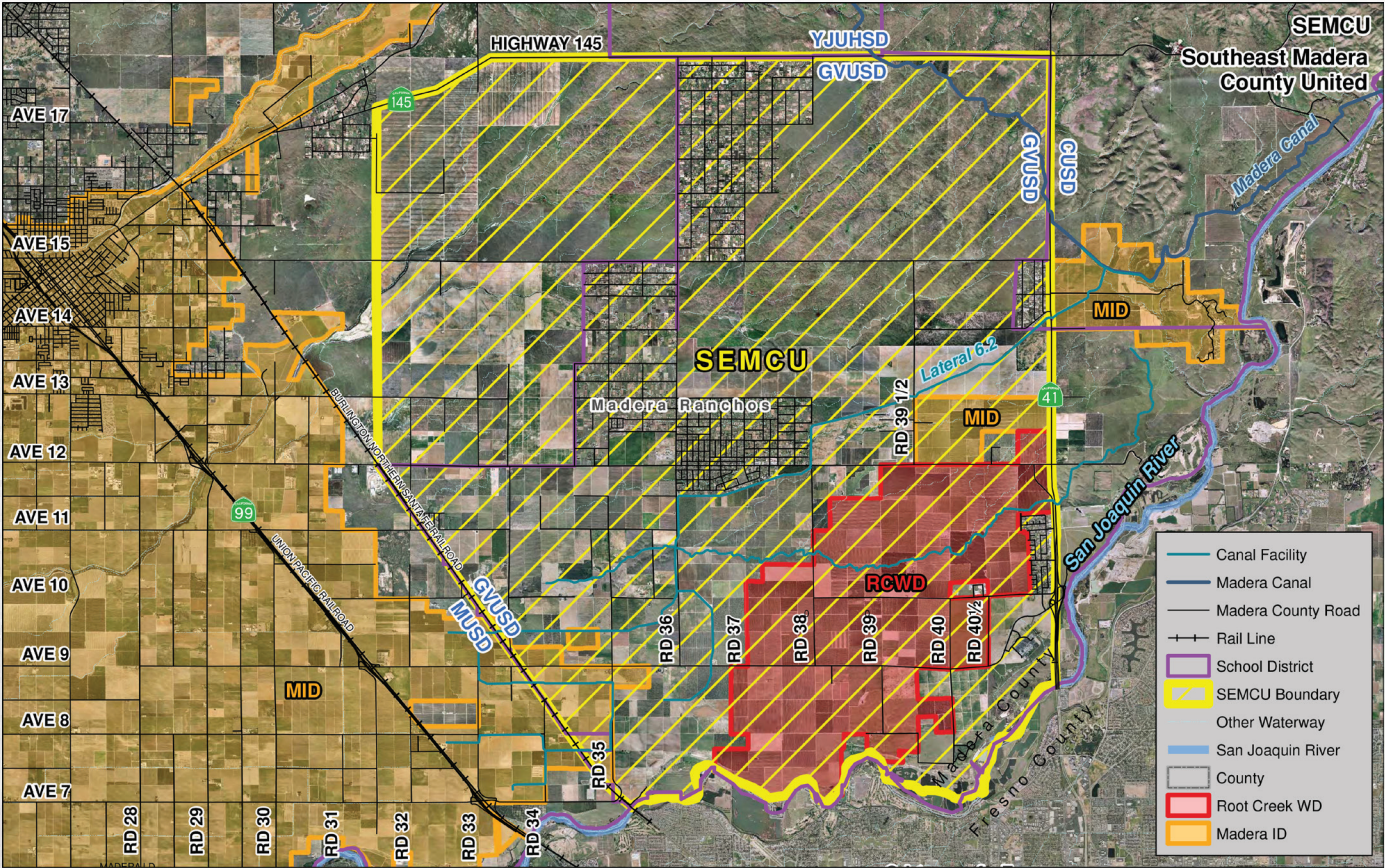 SEMCU
Southeast Madera
County United
HIGHWAY 145
YJUHSD
GVUSD
145
AVE 17
AVE 15
AVE 14
AVE 13
AVE 12
AVE 11
AVE 10
AVE 9
AVE 8
AVE 7
GVUSD
CUSD
Madera Canal
MID
SEMCU
Lateral 6.2
Madera Ranchos
RD 39 1/2
MID
41
BURLINGTON NORTHERN SANTA FE RAILROAD
99
UNION PACIFIC RAILROAD
San Joaquin River
RCWD
GVUSD
MUSD
RD 36
RD 37
RD 38
RD 39
RD 40
RD 40 1/2
MID
RD 35
Madera County
Fresno County
RD 28
RD 29
RD 30
RD 31
RD 32
RD 33
RD 34
MADERA I.D.
Canal Facility
Madera Canal
Madera County Road
Rail Line
School District
SEMCU Boundary
Other Waterway
San Joaquin River
County
Root Creek WD
Madera ID